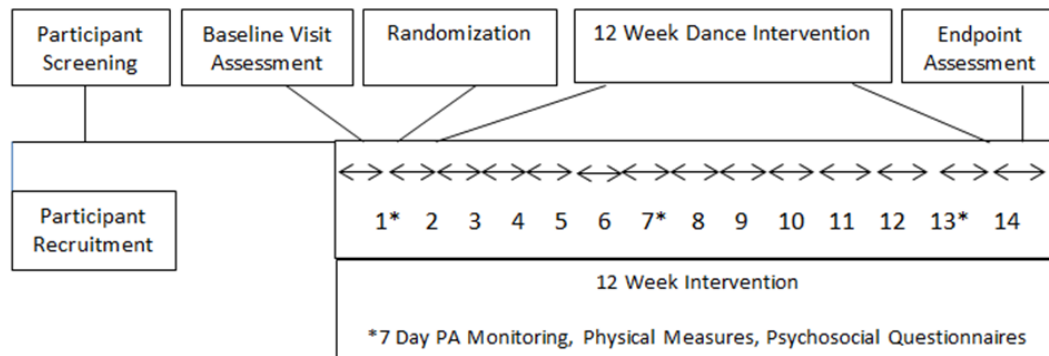 Participant
Screening
Baseline Visit
Assessment
Randomization
12 Week Dance Intervention
Endpoint
Assessment
Participant
Recruitment
1* 2 3 4 5 6 7* 8 9 10 11 12 13* 14
12 Week Intervention
*7 Day PA Monitoring, Physical Measures, Psychosocial Questionnaires